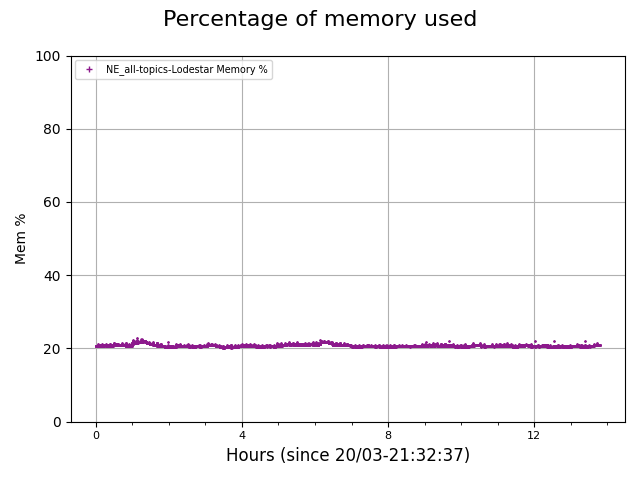 Percentage of memory used
NE_all-topics-Lodestar Memory %
Mem %
100
80
60
40
20
0
0 4 8 12
Hours (since 20/03-21:32:37)